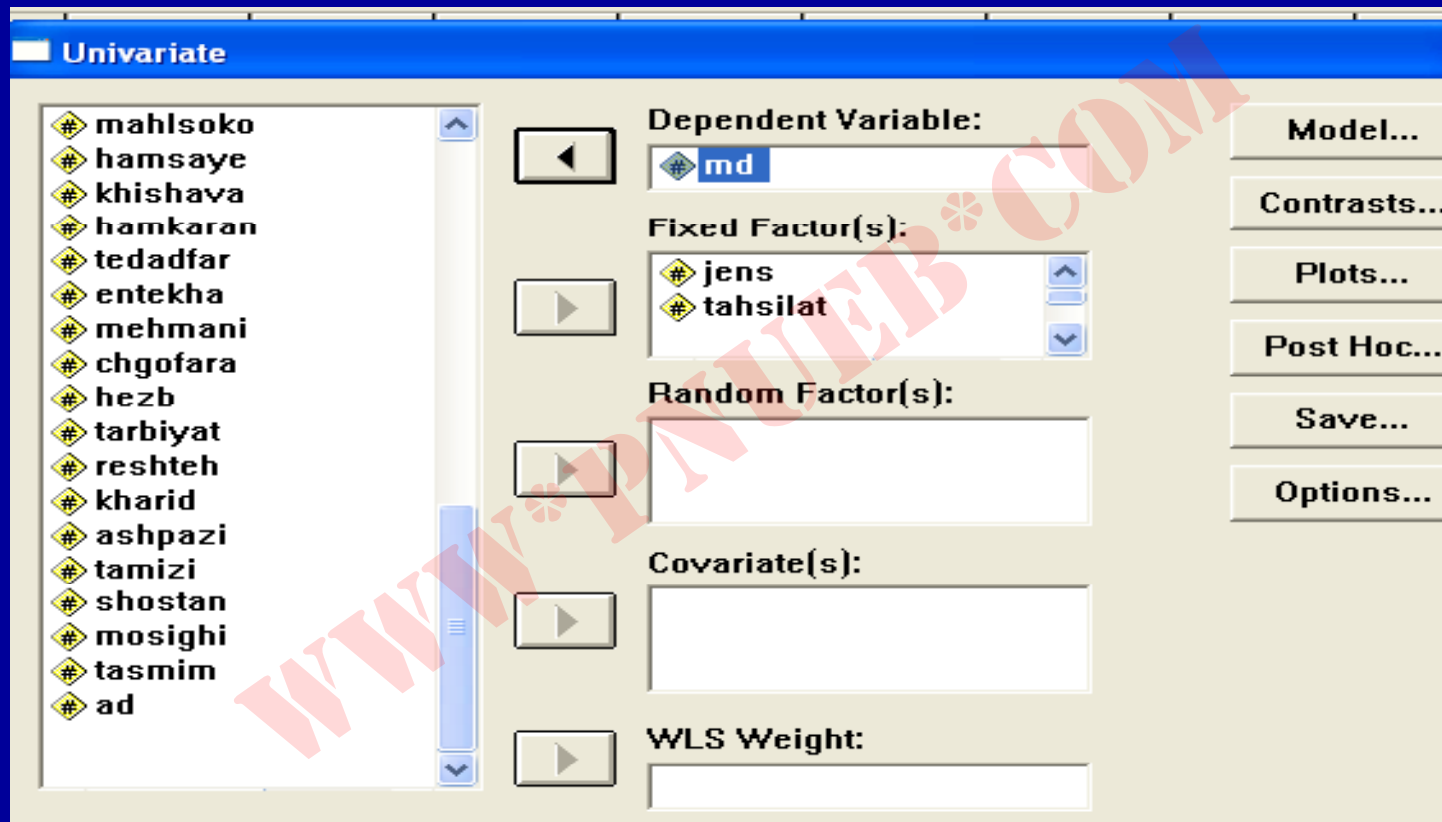 Univariate
mahlsoko
hamsaye
khishava
hamkaran
tedadfar
entekha
mehmani
chgofara
hezb
tarbiyat
reshteh
kharid
ashpazi
tamizi
shostan
mosighi
tasmim
ad
Dependent Variable:
md
Fixed Factor(s):
jens
tahsilat
Random Factor(s):
Covariate(s):
WLS Weight:
Model...
Contrasts...
Plots...
Post Hoc...
Save...
Options...
WWW*PNUEB*COM